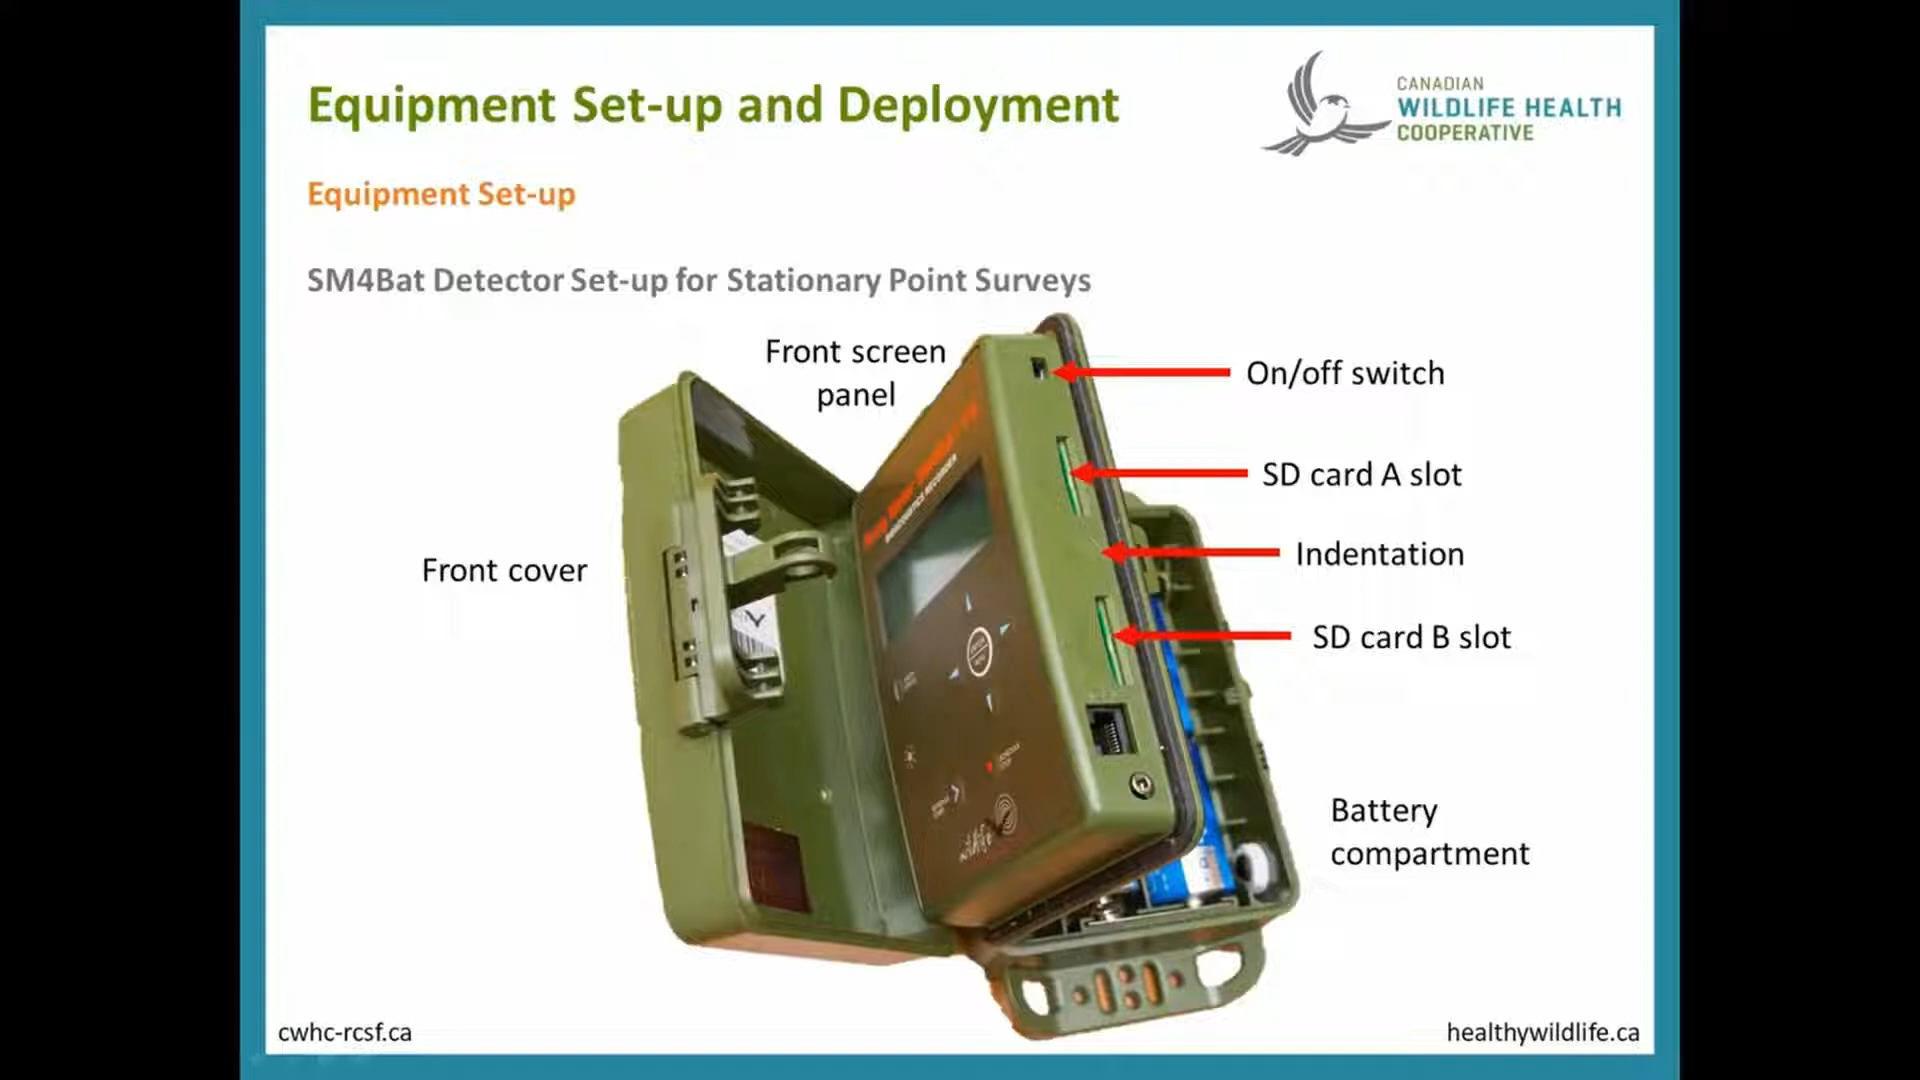 Equipment Set-up and Deployment
CANADIAN
WILDLIFE HEALTH
COOPERATIVE
Equipment Set-up
SM4Bat Detector Set-up for Stationary Point Surveys
Front screen
panel
On/off switch
SD card A slot
Indentation
Front cover
SD card B slot
Battery
compartment
cwhc-rcsf.ca
healthywildlife.ca